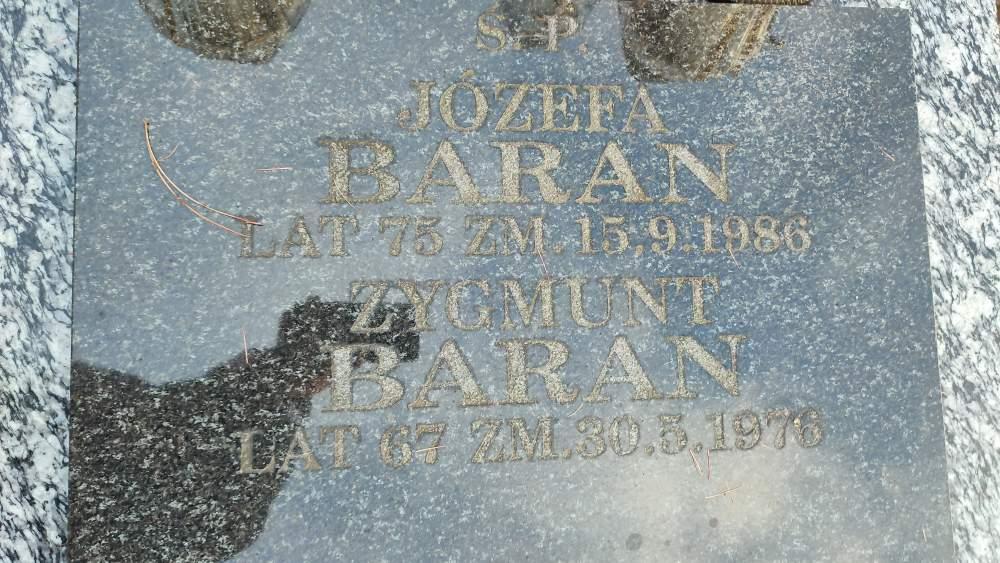 Ś. P.
JÓZEFA
BARAN
LAT 75 ZM. 15.9.1986
ZYGMUNT
BARAN
LAT 67 ZM. 30.5.1976